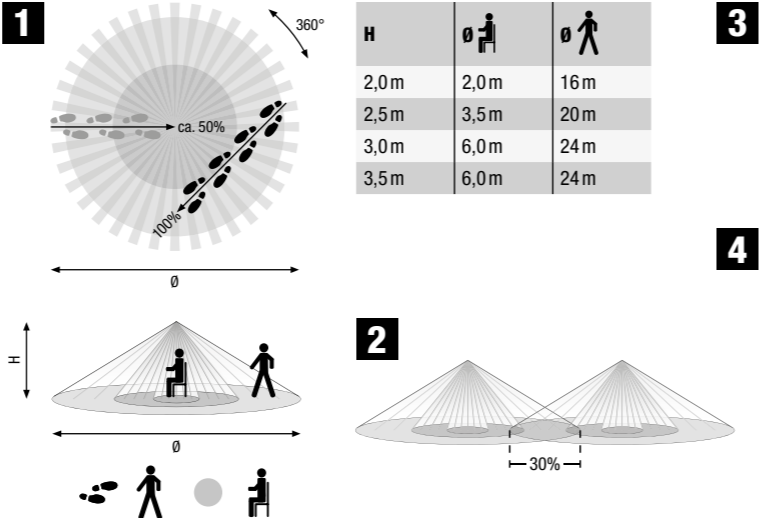 1
360°
ca. 50%
100%
Ø
H
Ø
H Ø Ø
2,0 m 2,0 m 16 m
2,5 m 3,5 m 20 m
3,0 m 6,0 m 24 m
3,5 m 6,0 m 24 m
3
4
2
30%